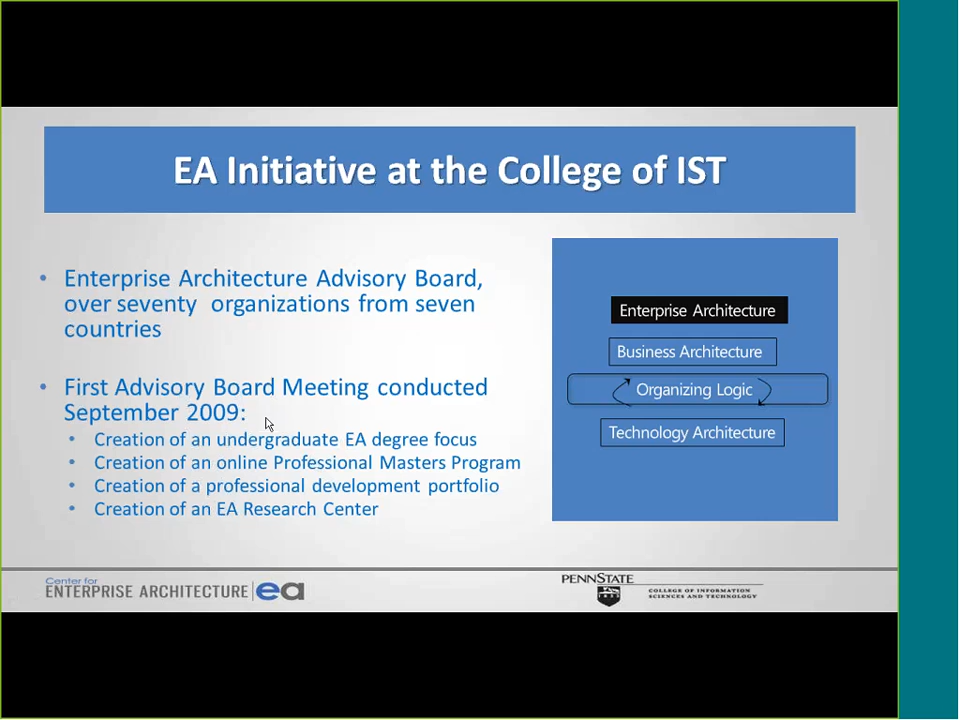 EA Initiative at the College of IST
• Enterprise Architecture Advisory Board,
over seventy organizations from seven
countries
• First Advisory Board Meeting conducted
September 2009:
• Creation of an undergraduate EA degree focus
• Creation of an online Professional Masters Program
• Creation of a professional development portfolio
• Creation of an EA Research Center
Enterprise Architecture
Business Architecture
Organizing Logic
Technology Architecture
Center for
ENTERPRISE ARCHITECTURE | ea
PENNSTATE
COLLEGE OF INFORMATION
SCIENCES AND TECHNOLOGY